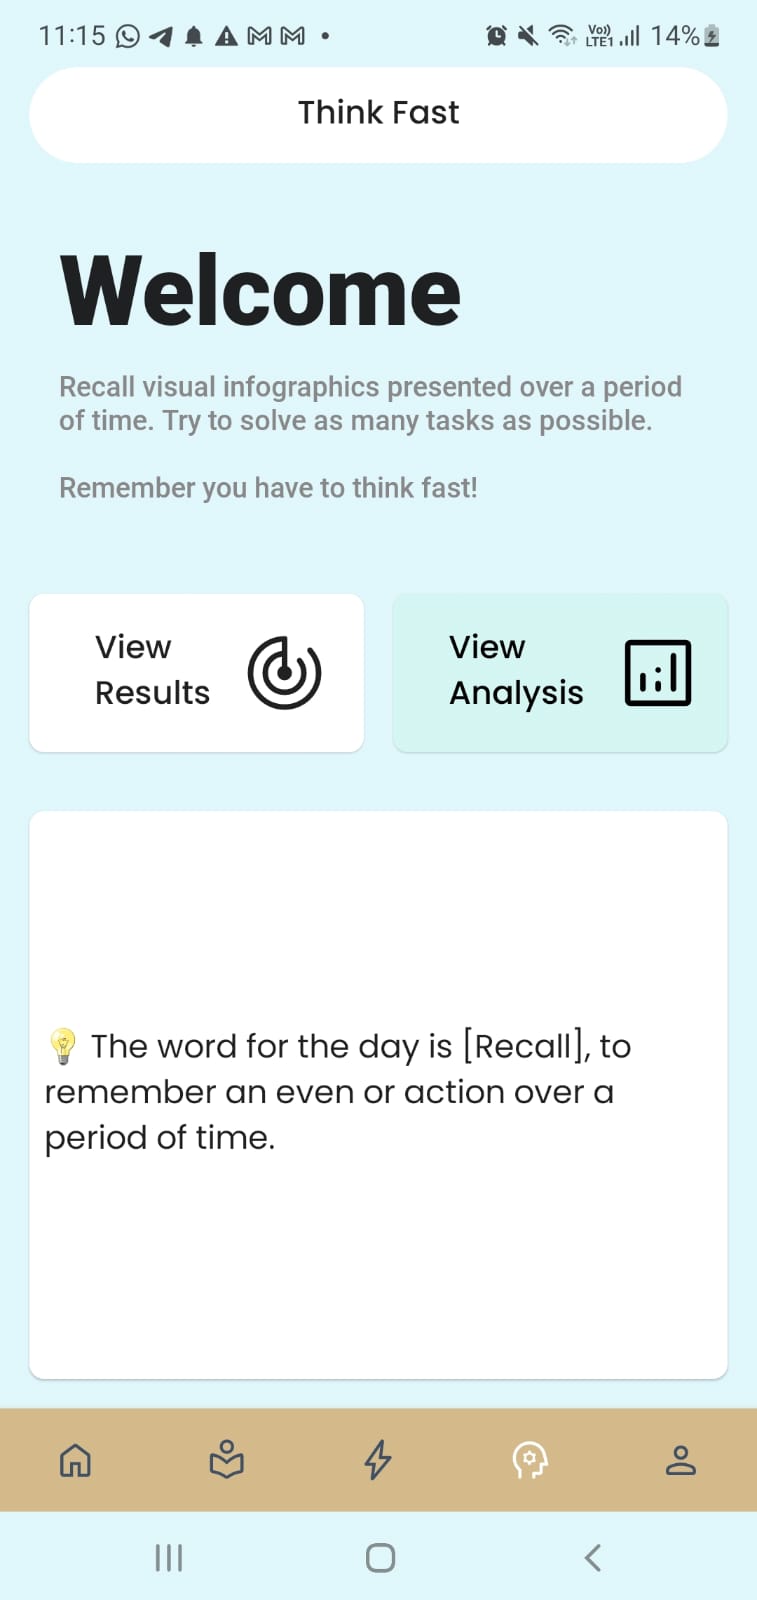 11:15
Vo))
LTE1
14%
Think Fast
Welcome
Recall visual infographics presented over a period
of time. Try to solve as many tasks as possible.
Remember you have to think fast!
View
Results
View
Analysis
💡 The word for the day is [Recall], to
remember an even or action over a
period of time.